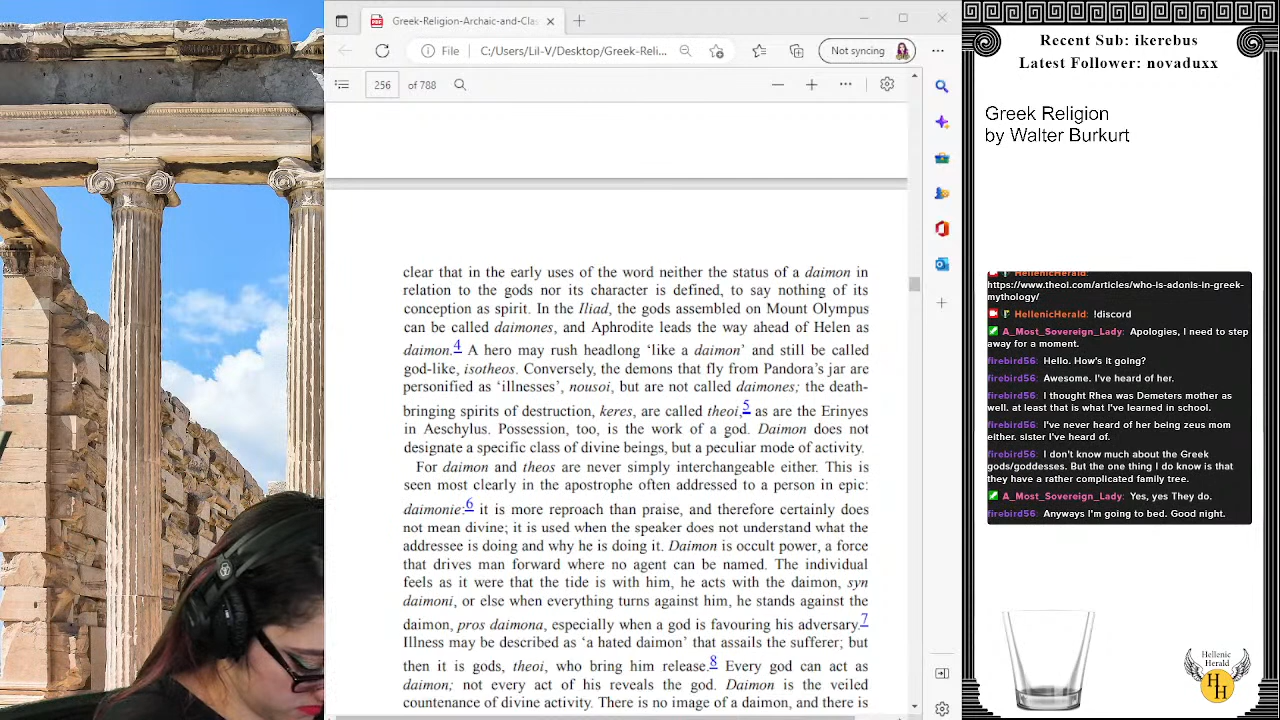 Greek-Religion-Archaic-and-Clas
File
C:/Users/Lil-V/Desktop/Greek-Reli...
Not syncing
256 of 788
clear that in the early uses of the word neither the status of a daimon in
relation to the gods nor its character is defined, to say nothing of its
conception as spirit. In the Iliad, the gods assembled on Mount Olympus
can be called daimones, and Aphrodite leads the way ahead of Helen as
daimon.4 A hero may rush headlong ‘like a daimon’ and still be called
god-like, isotheos. Conversely, the demons that fly from Pandora’s jar are
personified as ‘illnesses’, nousoi, but are not called daimones; the death-
bringing spirits of destruction, keres, are called theoi,5 as are the Erinyes
in Aeschylus. Possession, too, is the work of a god. Daimon does not
designate a specific class of divine beings, but a peculiar mode of activity.
For daimon and theos are never simply interchangeable either. This is
seen most clearly in the apostrophe often addressed to a person in epic:
daimonie:6 it is more reproach than praise, and therefore certainly does
not mean divine; it is used when the speaker does not understand what the
addressee is doing and why he is doing it. Daimon is occult power, a force
that drives man forward where no agent can be named. The individual
feels as it were that the tide is with him, he acts with the daimon, syn
daimoni, or else when everything turns against him, he stands against the
daimon, pros daimona, especially when a god is favouring his adversary.7
Illness may be described as ‘a hated daimon’ that assails the sufferer; but
then it is gods, theoi, who bring him release.8 Every god can act as
daimon; not every act of his reveals the god. Daimon is the veiled
countenance of divine activity. There is no image of a daimon, and there is
Recent Sub: ikerebus
Latest Follower: novaduxx
Greek Religion
by Walter Burkurt
HellenicHerald:
https://www.theoi.com/articles/who-is-adonis-in-greek-
mythology/
HellenicHerald: !discord
A_Most_Sovereign_Lady: Apologies, I need to step
away for a moment.
firebird56: Hello. How's it going?
firebird56: Awesome. I've heard of her.
firebird56: I thought Rhea was Demeters mother as
well. at least that is what I've learned in school.
firebird56: I've never heard of her being zeus mom
either. sister I've heard of.
firebird56: I don't know much about the Greek
gods/goddesses. But the one thing I do know is that
they have a rather complicated family tree.
A_Most_Sovereign_Lady: Yes, yes They do.
firebird56: Anyways I'm going to bed. Good night.
Hellenic
Herald
HH